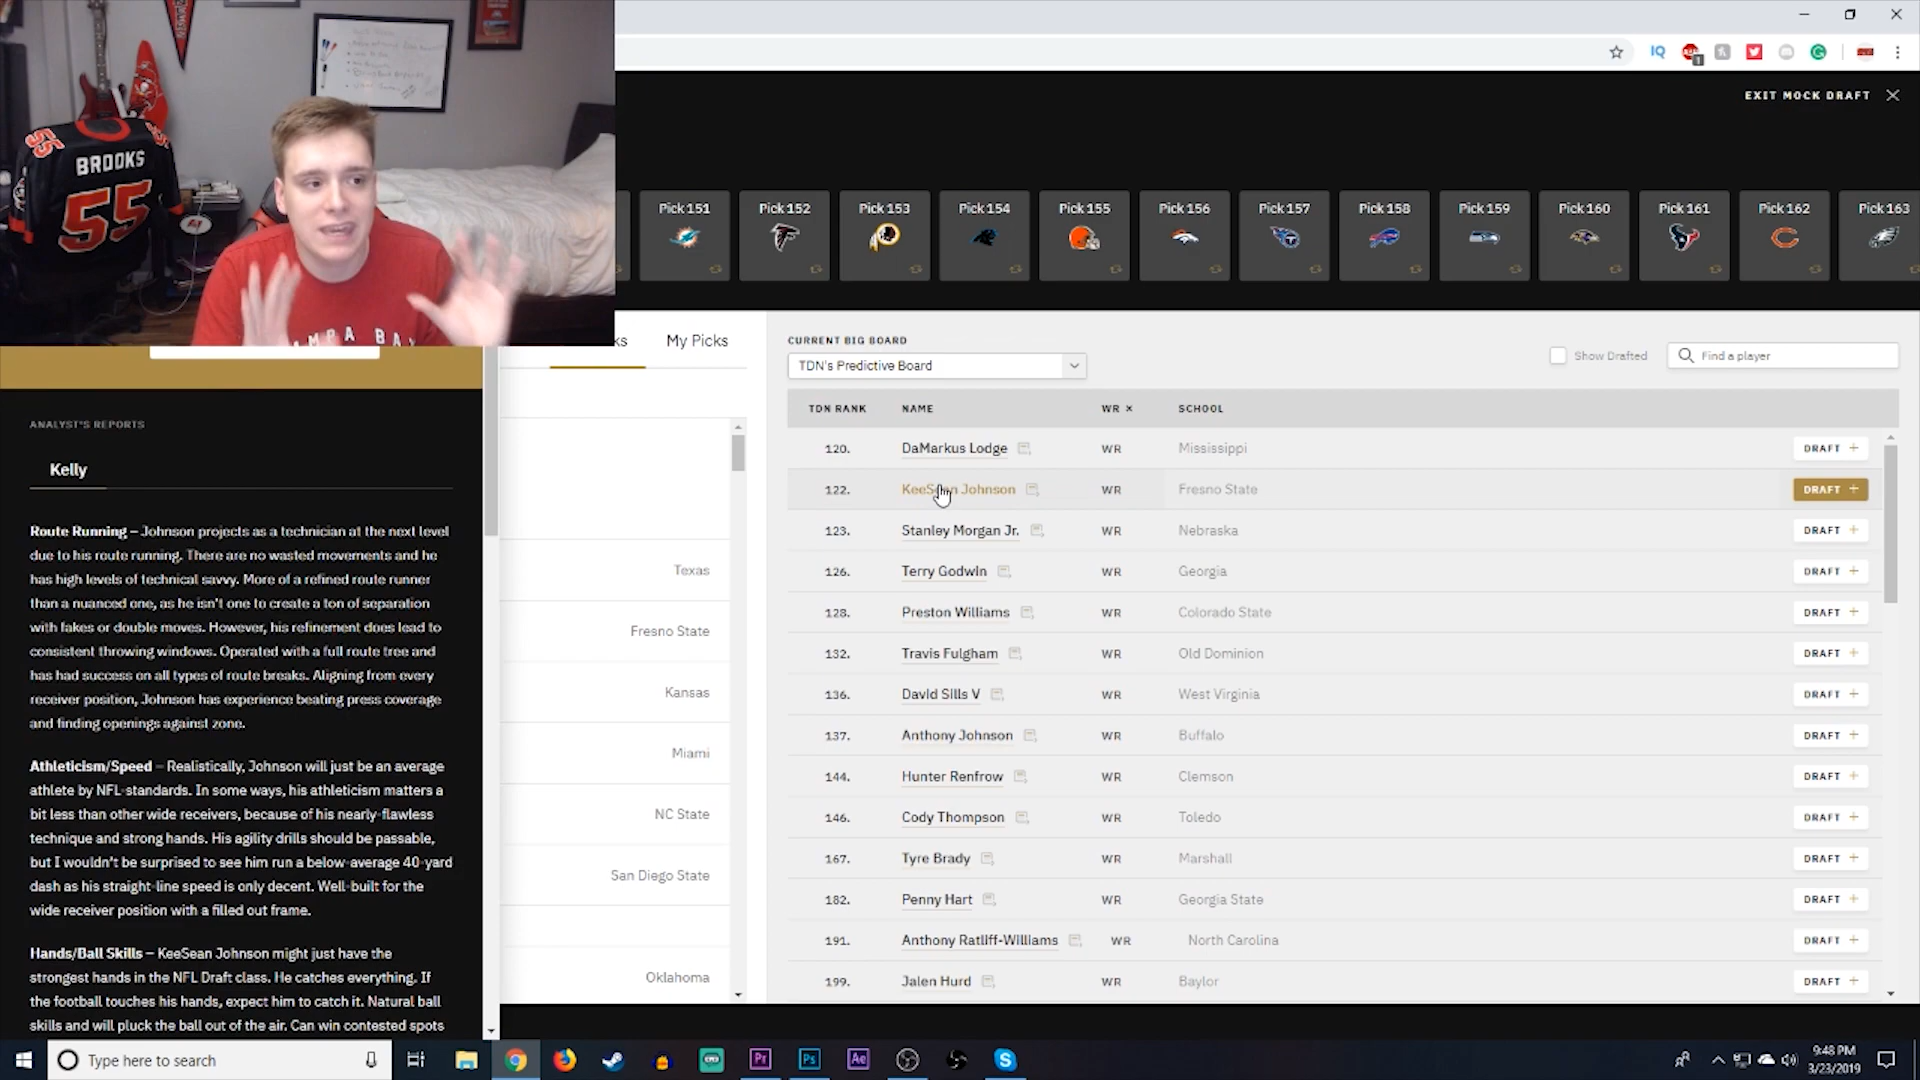 BROOKS
55
55
MPA BA
EXIT MOCK DRAFT
Pick 151
Pick 152
Pick 153
Pick 154
Pick 155
Pick 156
Pick 157
Pick 158
Pick 159
Pick 160
Pick 161
Pick 162
Pick 163
ks
My Picks
CURRENT BIG BOARD
TDN's Predictive Board
Show Drafted
Find a player
TDN RANK NAME WR × SCHOOL
120. DaMarkus Lodge WR Mississippi DRAFT +
122. KeeSean Johnson WR Fresno State DRAFT +
123. Stanley Morgan Jr. WR Nebraska DRAFT +
126. Terry Godwin WR Georgia DRAFT +
128. Preston Williams WR Colorado State DRAFT +
132. Travis Fulgham WR Old Dominion DRAFT +
136. David Sills V WR West Virginia DRAFT +
137. Anthony Johnson WR Buffalo DRAFT +
144. Hunter Renfrow WR Clemson DRAFT +
146. Cody Thompson WR Toledo DRAFT +
167. Tyre Brady WR Marshall DRAFT +
182. Penny Hart WR Georgia State DRAFT +
191. Anthony Ratliff-Williams WR North Carolina DRAFT +
199. Jalen Hurd WR Baylor DRAFT +
Texas
Fresno State
Kansas
Miami
NC State
San Diego State
Oklahoma
ANALYST'S REPORTS
Kelly
Route Running – Johnson projects as a technician at the next level
due to his route running. There are no wasted movements and he
has high levels of technical savvy. More of a refined route runner
than a nuanced one, as he isn't one to create a ton of separation
with fakes or double moves. However, his refinement does lead to
consistent throwing windows. Operated with a full route tree and
has had success on all types of route breaks. Aligning from every
receiver position, Johnson has experience beating press coverage
and finding openings against zone.
Athleticism/Speed – Realistically, Johnson will just be an average
athlete by NFL standards. In some ways, his athleticism matters a
bit less than other wide receivers, because of his nearly-flawless
technique and strong hands. His agility drills should be passable,
but I wouldn't be surprised to see him run a below-average 40-yard
dash as his straight-line speed is only decent. Well-built for the
wide receiver position with a filled out frame.
Hands/Ball Skills – KeeSean Johnson might just have the
strongest hands in the NFL Draft class. He catches everything. If
the football touches his hands, expect him to catch it. Natural ball
skills and will pluck the ball out of the air. Can win contested spots
Type here to search
Pr
Ps
Ae
9:48 PM
3/23/2019